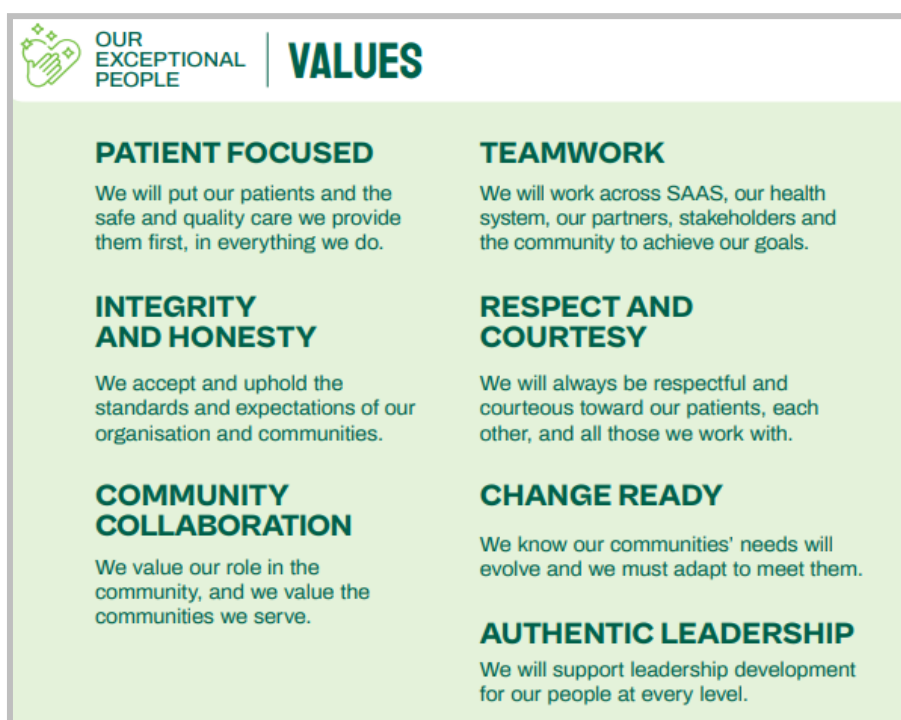 OUR
EXCEPTIONAL
PEOPLE
VALUES
PATIENT FOCUSED
We will put our patients and the
safe and quality care we provide
them first, in everything we do.
INTEGRITY
AND HONESTY
We accept and uphold the
standards and expectations of our
organisation and communities.
COMMUNITY
COLLABORATION
We value our role in the
community, and we value the
communities we serve.
TEAMWORK
We will work across SAAS, our health
system, our partners, stakeholders and
the community to achieve our goals.
RESPECT AND
COURTESY
We will always be respectful and
courteous toward our patients, each
other, and all those we work with.
CHANGE READY
We know our communities’ needs will
evolve and we must adapt to meet them.
AUTHENTIC LEADERSHIP
We will support leadership development
for our people at every level.